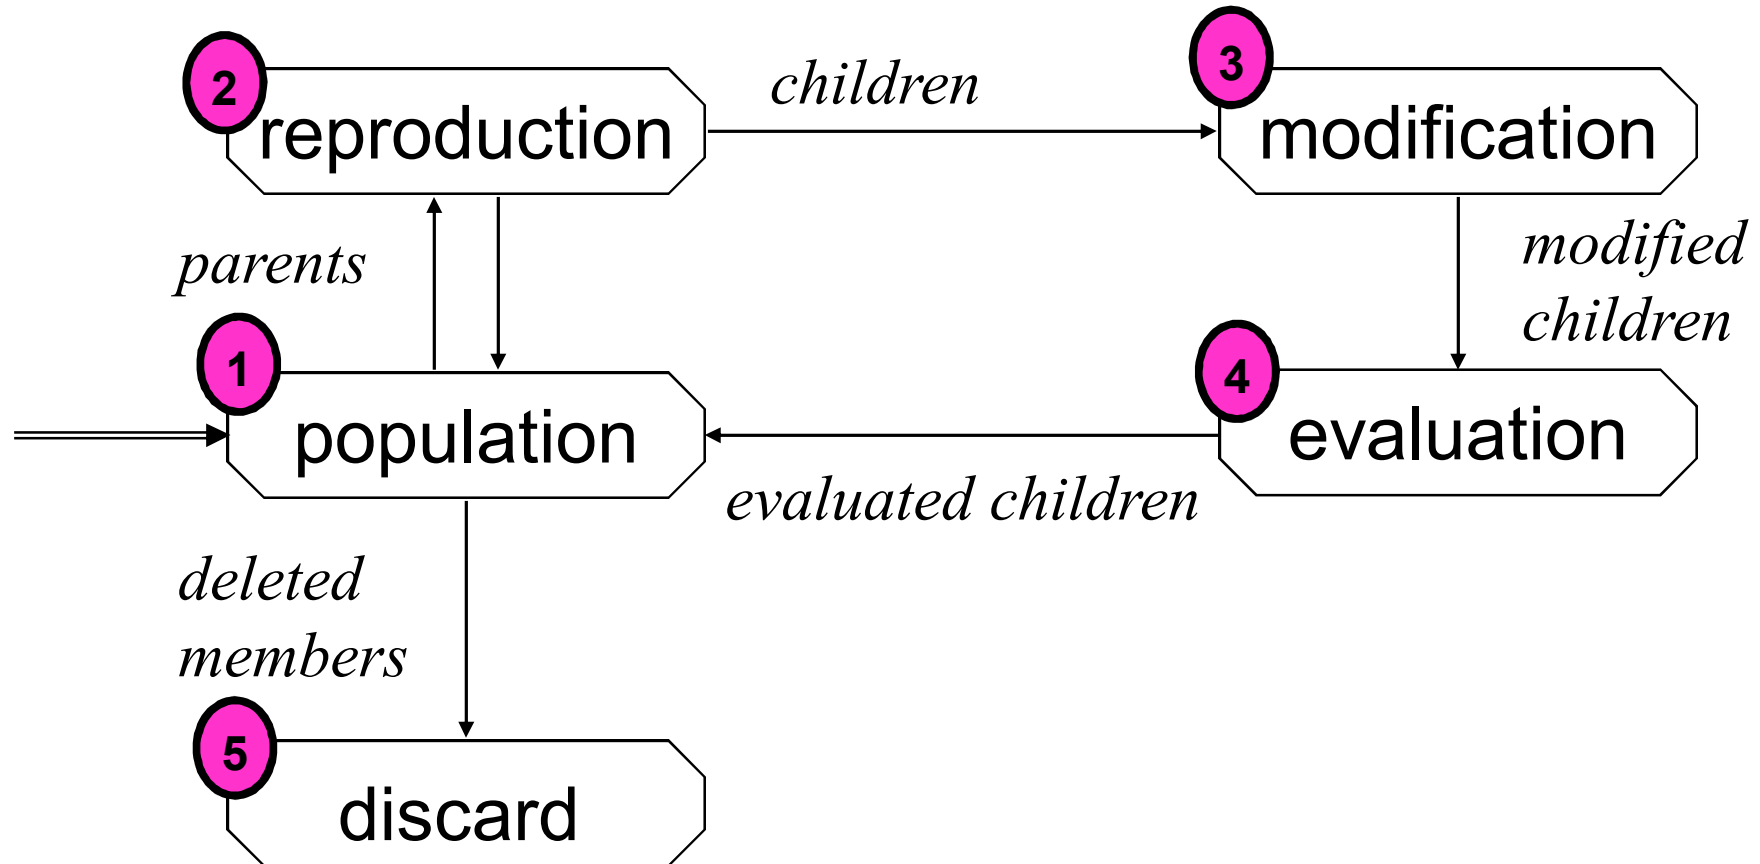 2
reproduction
children
3
modification
parents
modified
children
1
population
4
evaluation
evaluated children
deleted
members
5
discard